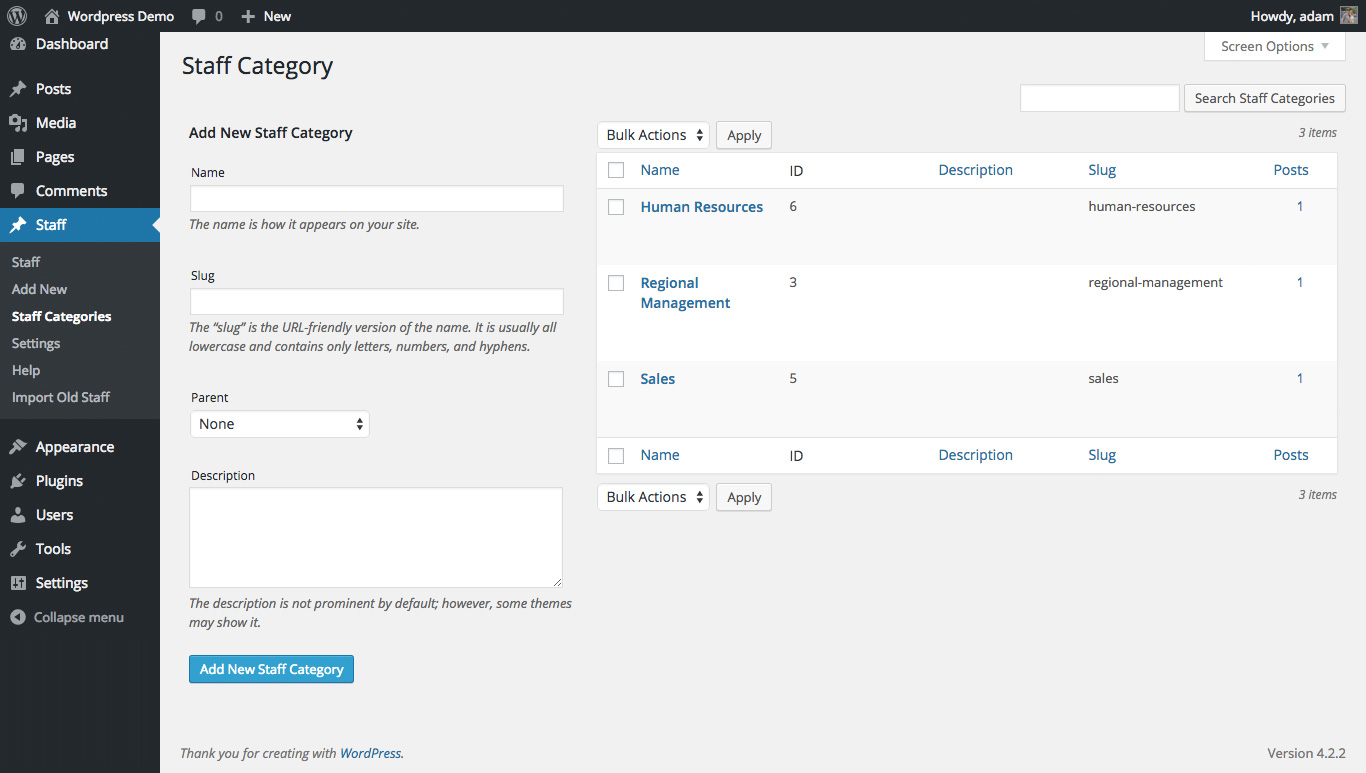 Wordpress Demo 0 New Howdy, adam
Dashboard
Posts
Media
Pages
Comments
Staff
Staff
Add New
Staff Categories
Settings
Help
Import Old Staff
Appearance
Plugins
Users
Tools
Settings
Collapse menu
Screen Options
Staff Category
Search Staff Categories
Add New Staff Category
Name
The name is how it appears on your site.
Slug
The “slug” is the URL-friendly version of the name. It is usually all
lowercase and contains only letters, numbers, and hyphens.
Parent
None
Description
The description is not prominent by default; however, some themes
may show it.
Add New Staff Category
Bulk Actions Apply 3 items
Name ID Description Slug Posts
Human Resources 6 human-resources 1
Regional 3 regional-management 1
Management
Sales 5 sales 1
Name ID Description Slug Posts
Bulk Actions Apply 3 items
Thank you for creating with WordPress. Version 4.2.2